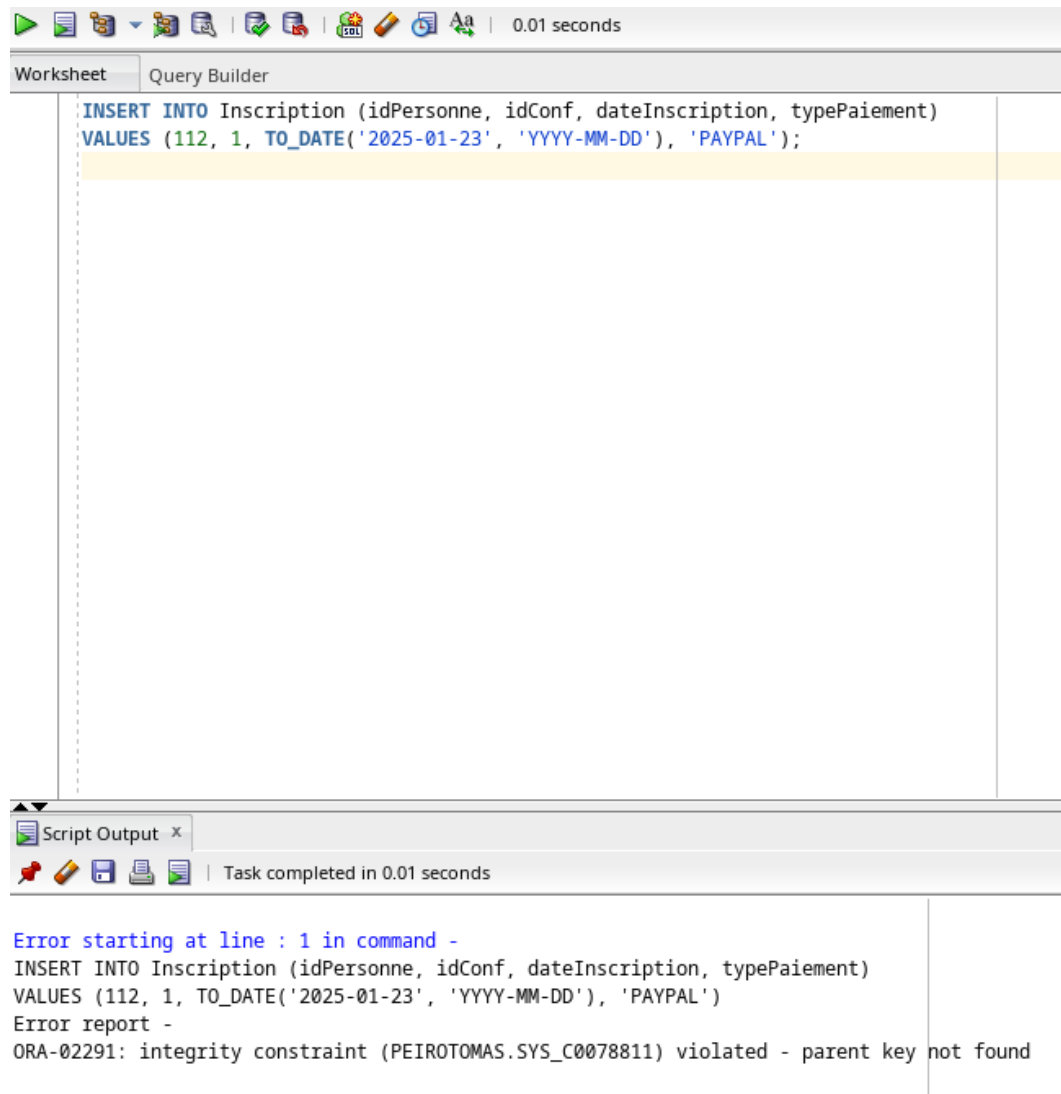 0.01 seconds
Worksheet Query Builder
INSERT INTO Inscription (idPersonne, idConf, dateInscription, typePaiement)
VALUES (112, 1, TO_DATE('2025-01-23', 'YYYY-MM-DD'), 'PAYPAL');
Script Output x
Task completed in 0.01 seconds
Error starting at line : 1 in command -
INSERT INTO Inscription (idPersonne, idConf, dateInscription, typePaiement)
VALUES (112, 1, TO_DATE('2025-01-23', 'YYYY-MM-DD'), 'PAYPAL')
Error report -
ORA-02291: integrity constraint (PEIROTOMAS.SYS_C0078811) violated - parent key not found